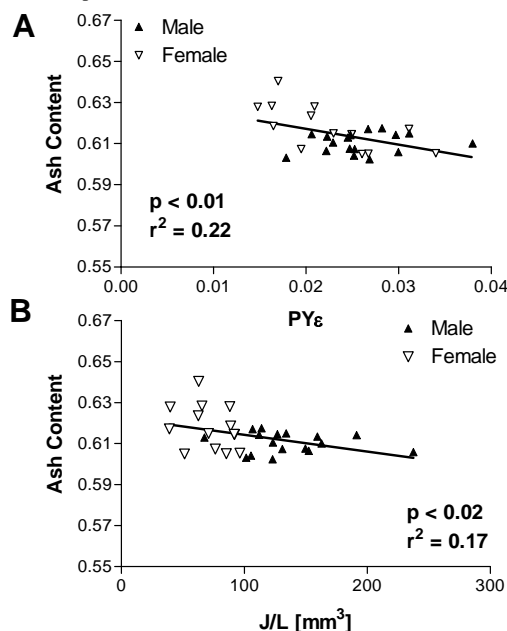 A
Male
Female
Ash Content
0.67
0.65
0.63
0.61
0.59
0.57
0.55
p < 0.01
r² = 0.22
0.00 0.01 0.02 0.03 0.04
PYε
B
Male
Female
Ash Content
0.67
0.65
0.63
0.61
0.59
0.57
0.55
p < 0.02
r² = 0.17
0 100 200 300
J/L [mm³]